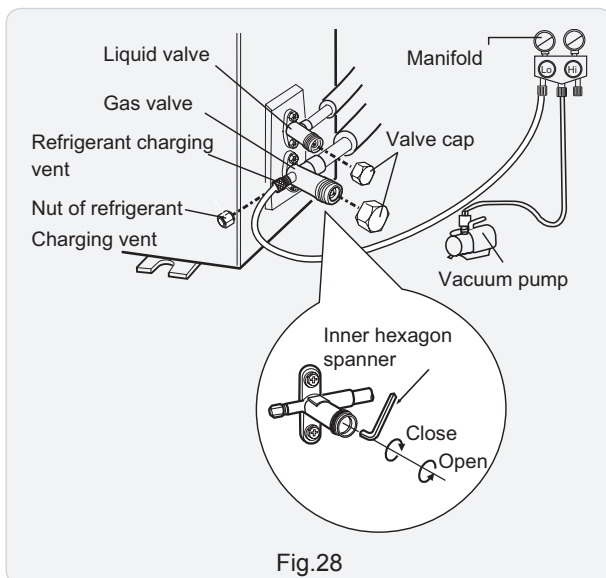 Liquid valve
Gas valve
Refrigerant charging
vent
Nut of refrigerant
Charging vent
Manifold
Lo
Hi
Valve cap
Vacuum pump
Inner hexagon
spanner
Close
Open
Fig.28